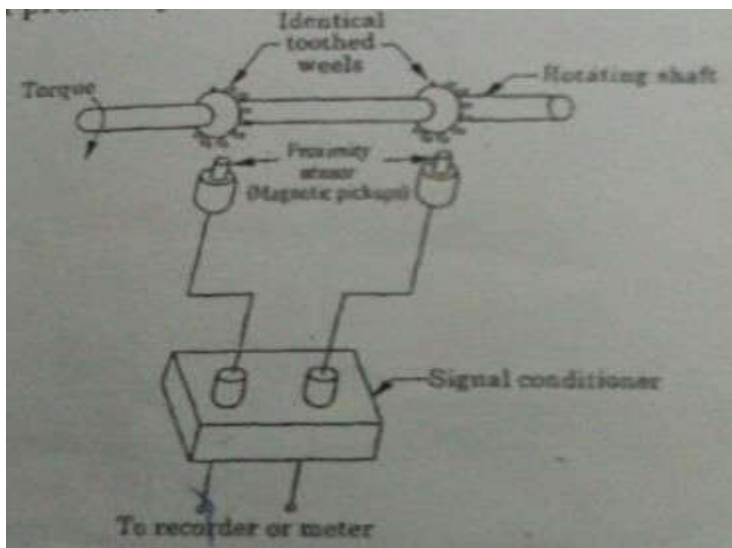 Identical
toothed
weels
Rotating shaft
Torque
Proximity
sensor
(Magnetic pickups)
Signal conditioner
To recorder or meter